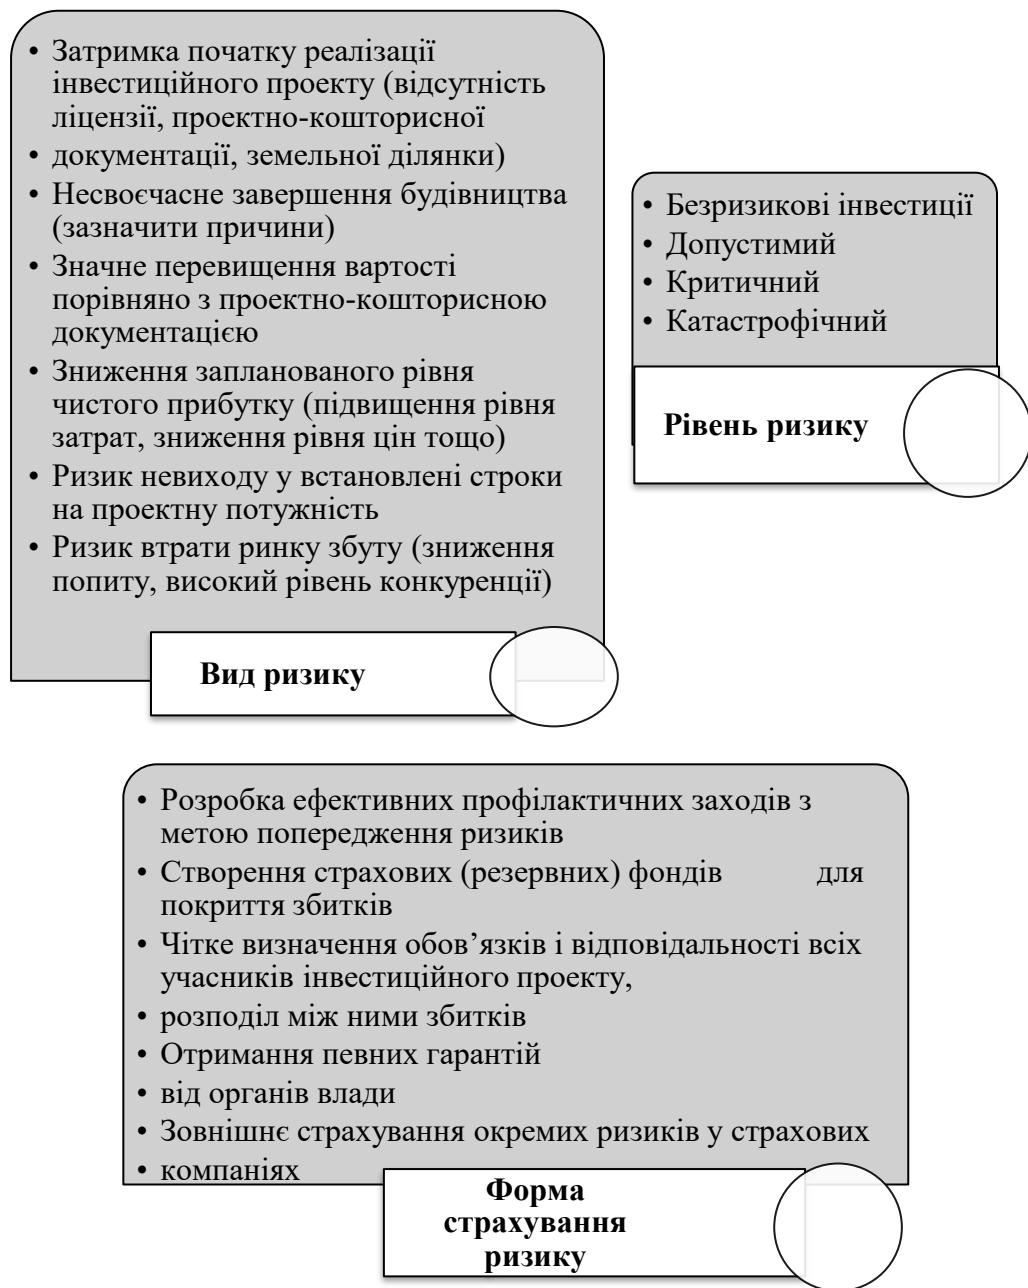 • Затримка початку реалізації
інвестиційного проекту (відсутність
ліцензії, проектно-кошторисної
• документації, земельної ділянки)
• Несвоєчасне завершення будівництва
(зазначити причини)
• Значне перевищення вартості
порівняно з проектно-кошторисною
документацією
• Зниження запланованого рівня
чистого прибутку (підвищення рівня
затрат, зниження рівня цін тощо)
• Ризик невиходу у встановлені строки
на проектну потужність
• Ризик втрати ринку збуту (зниження
попиту, високий рівень конкуренції)
Вид ризику
• Безризикові інвестиції
• Допустимий
• Критичний
• Катастрофічний
Рівень ризику
• Розробка ефективних профілактичних заходів з
метою попередження ризиків
• Створення страхових (резервних) фондів для
покриття збитків
• Чітке визначення обов’язків і відповідальності всіх
учасників інвестиційного проекту,
• розподіл між ними збитків
• Отримання певних гарантій
• від органів влади
• Зовнішнє страхування окремих ризиків у страхових
• компаніях
Форма
страхування
ризику